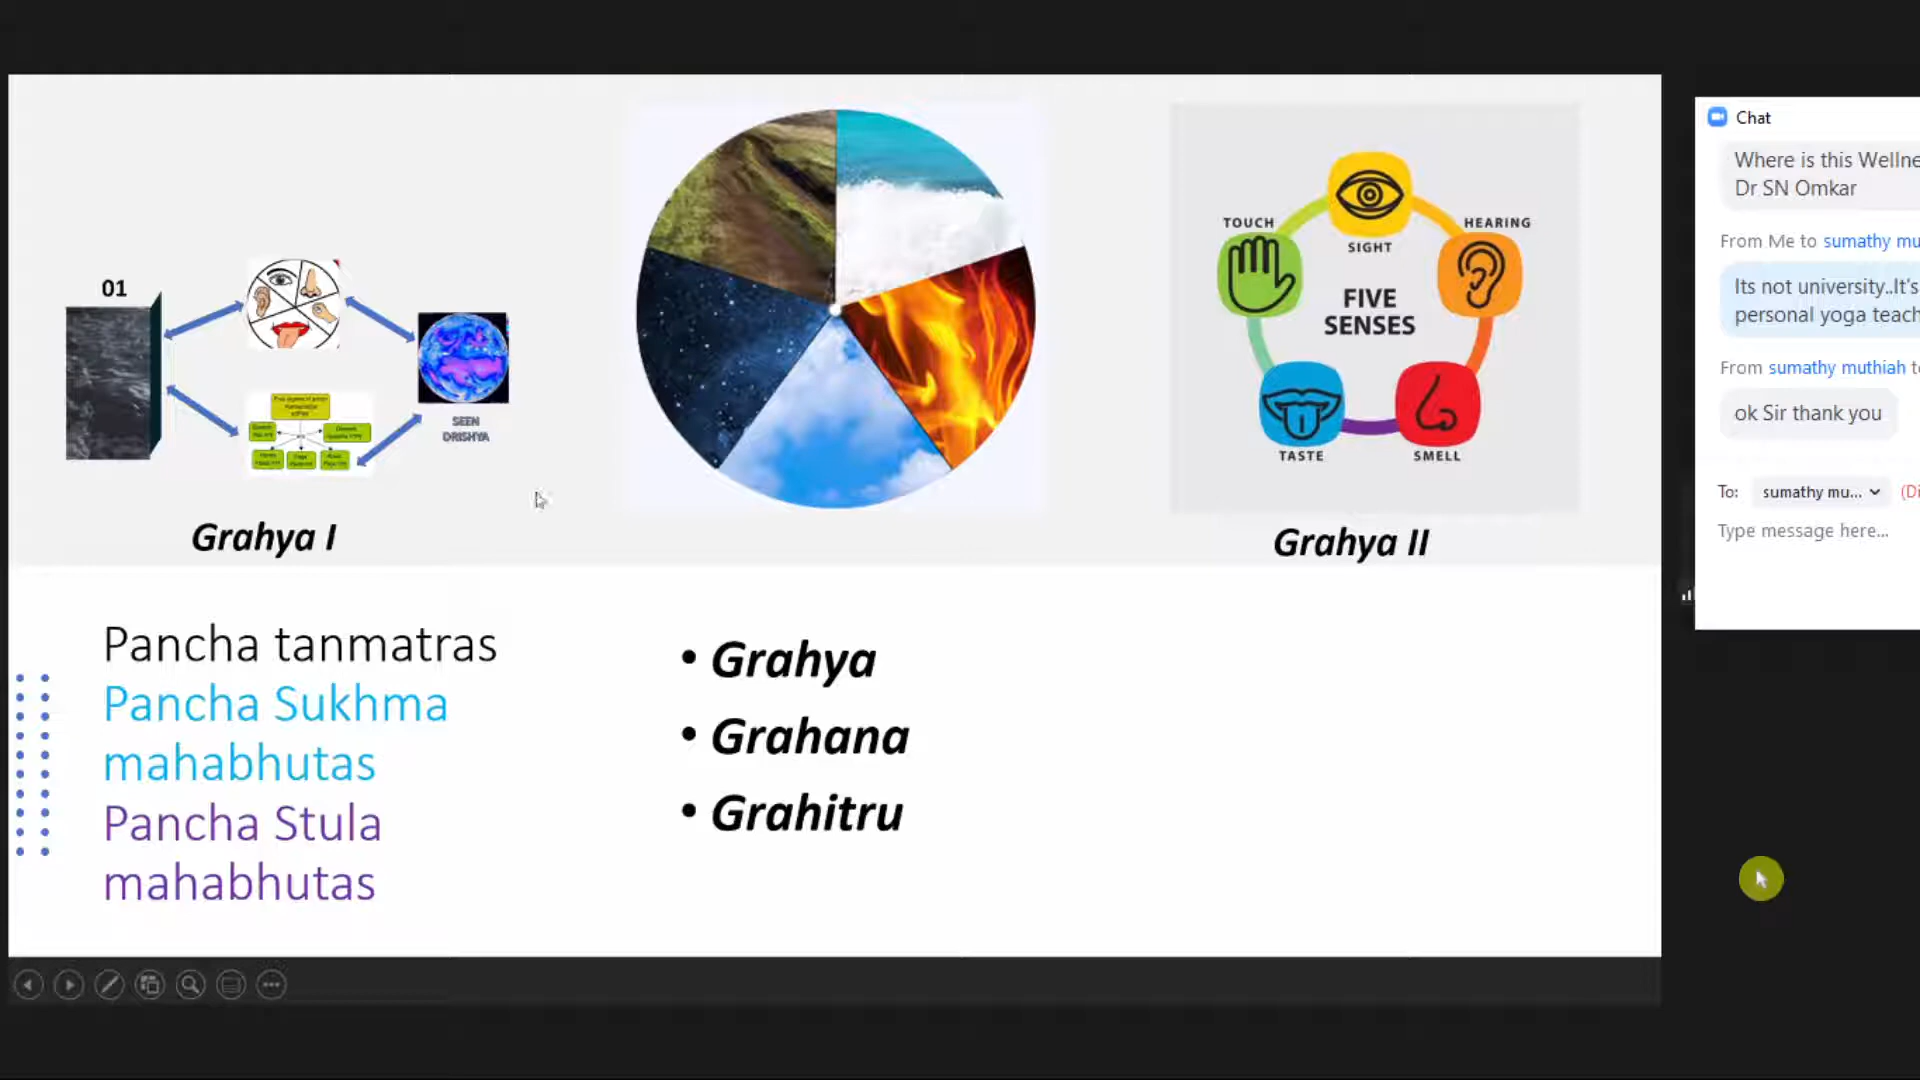 01
SEEN
DRISHYA
Grahya I
TOUCH
HEARING
SIGHT
FIVE
SENSES
TASTE
SMELL
Grahya II
Pancha tanmatras
Pancha Sukhma
mahabhutas
Pancha Stula
mahabhutas
• Grahya
• Grahana
• Grahitru
Chat
Where is this Wellne
Dr SN Omkar
From Me to sumathy mu
Its not university..It's
personal yoga teach
From sumathy muthiah to
ok Sir thank you
To: sumathy mu... (Di
Type message here...